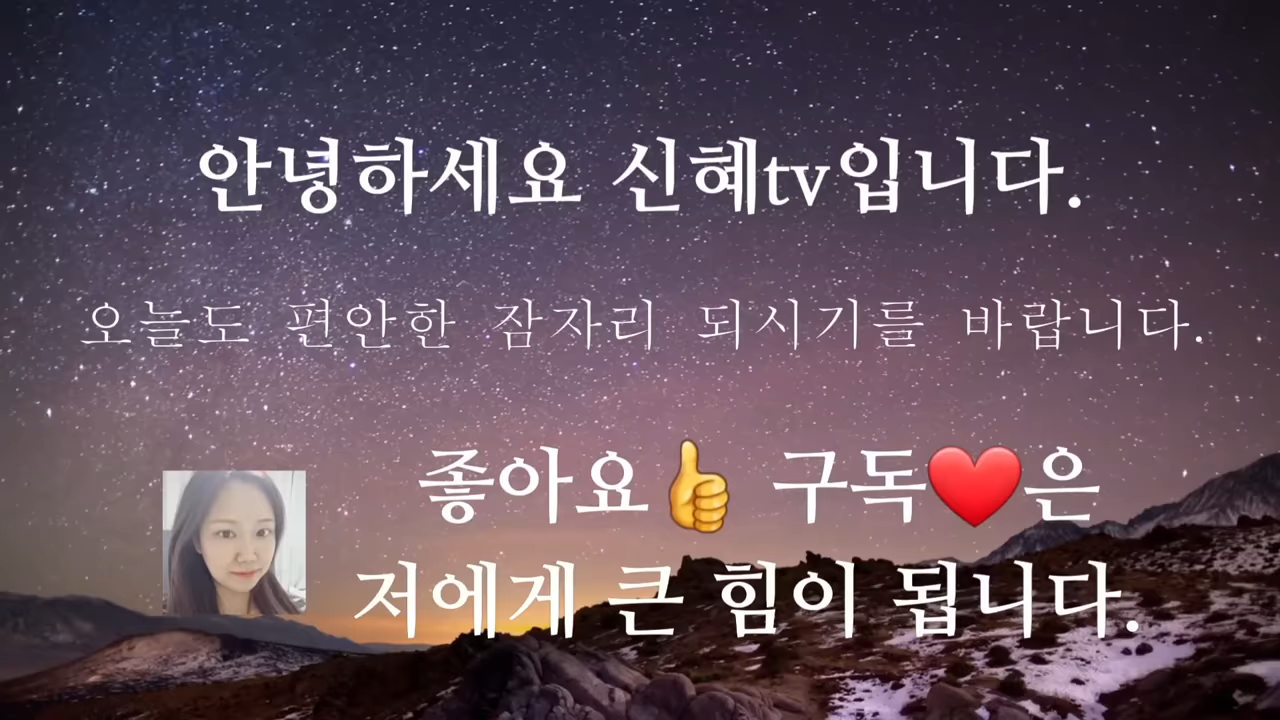 안녕하세요 신혜tv입니다.
오늘도 편안한 잠자리 되시기를 바랍니다.
좋아요👍 구독❤️은
저에게 큰 힘이 됩니다.